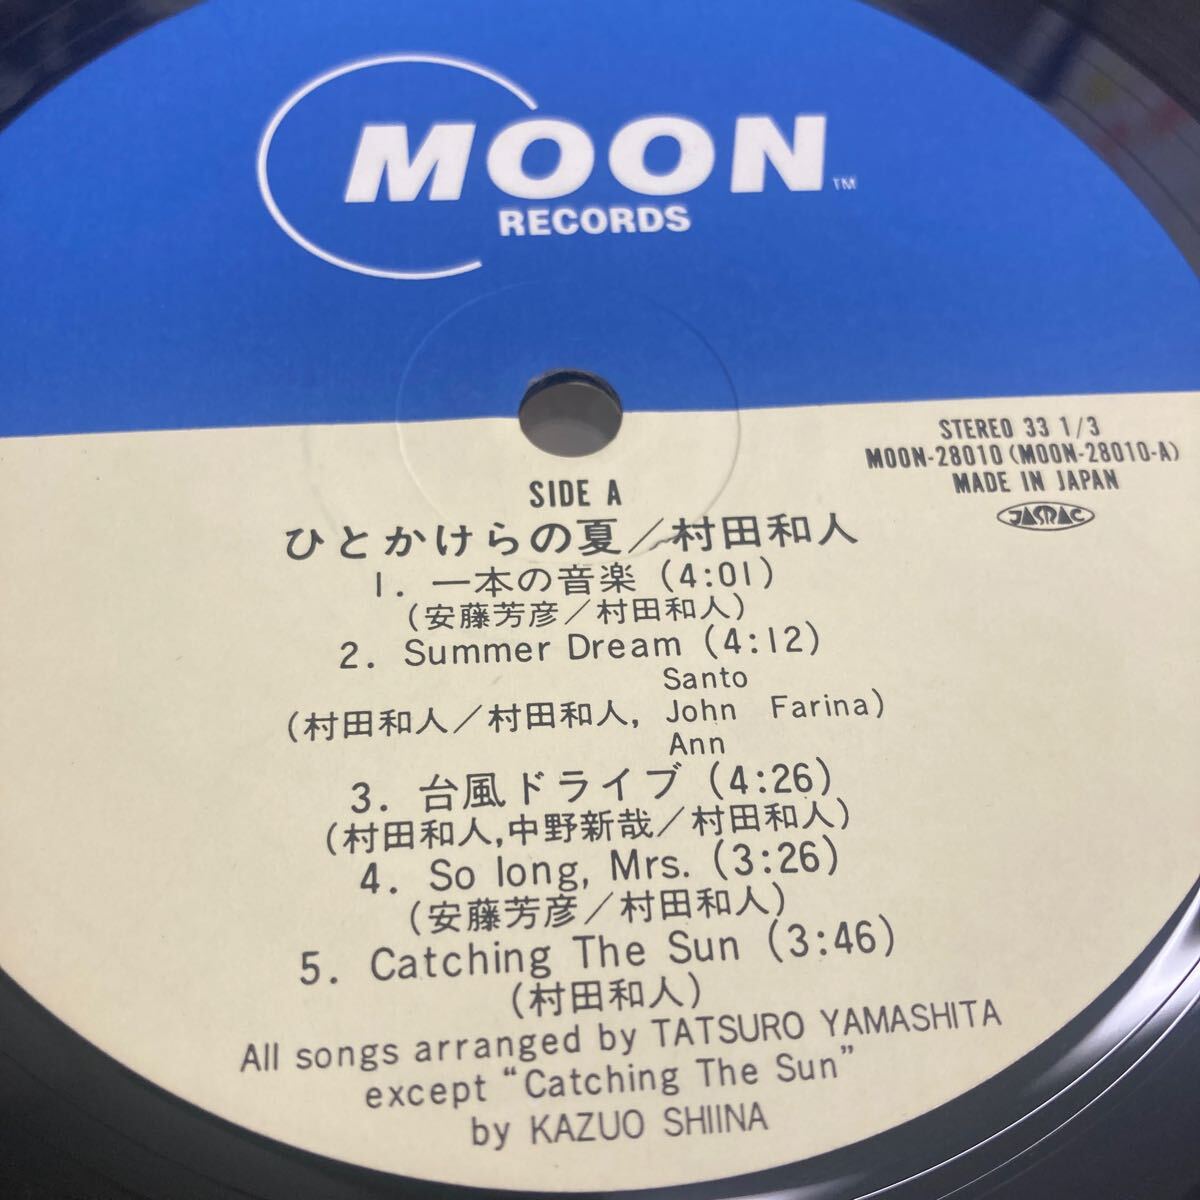 MOON™
RECORDS
STEREO 33 1/3
MOON-28010 (MOON-28010-A)
MADE IN JAPAN
JASRAC
SIDE A
ひとかけらの夏／村田和人
1. 一本の音楽 (4:01)
(安藤芳彦／村田和人)
2. Summer Dream (4:12)
Santo
(村田和人／村田和人, John Farina)
Ann
3. 台風ドライブ (4:26)
(村田和人,中野新哉／村田和人)
4. So long, Mrs. (3:26)
(安藤芳彦／村田和人)
5. Catching The Sun (3:46)
(村田和人)
All songs arranged by TATSURO YAMASHITA
except “Catching The Sun”
by KAZUO SHIINA